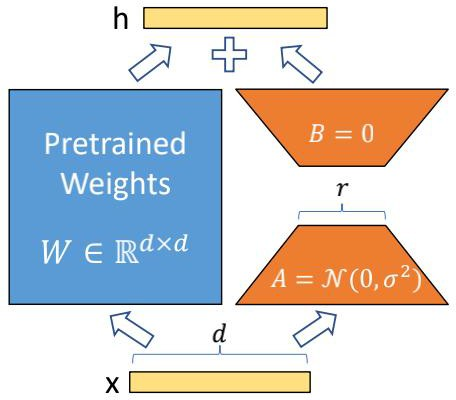 h
Pretrained
Weights
W ∈ ℝ^{d×d}
B = 0
r
A = 𝒩(0, σ²)
d
x